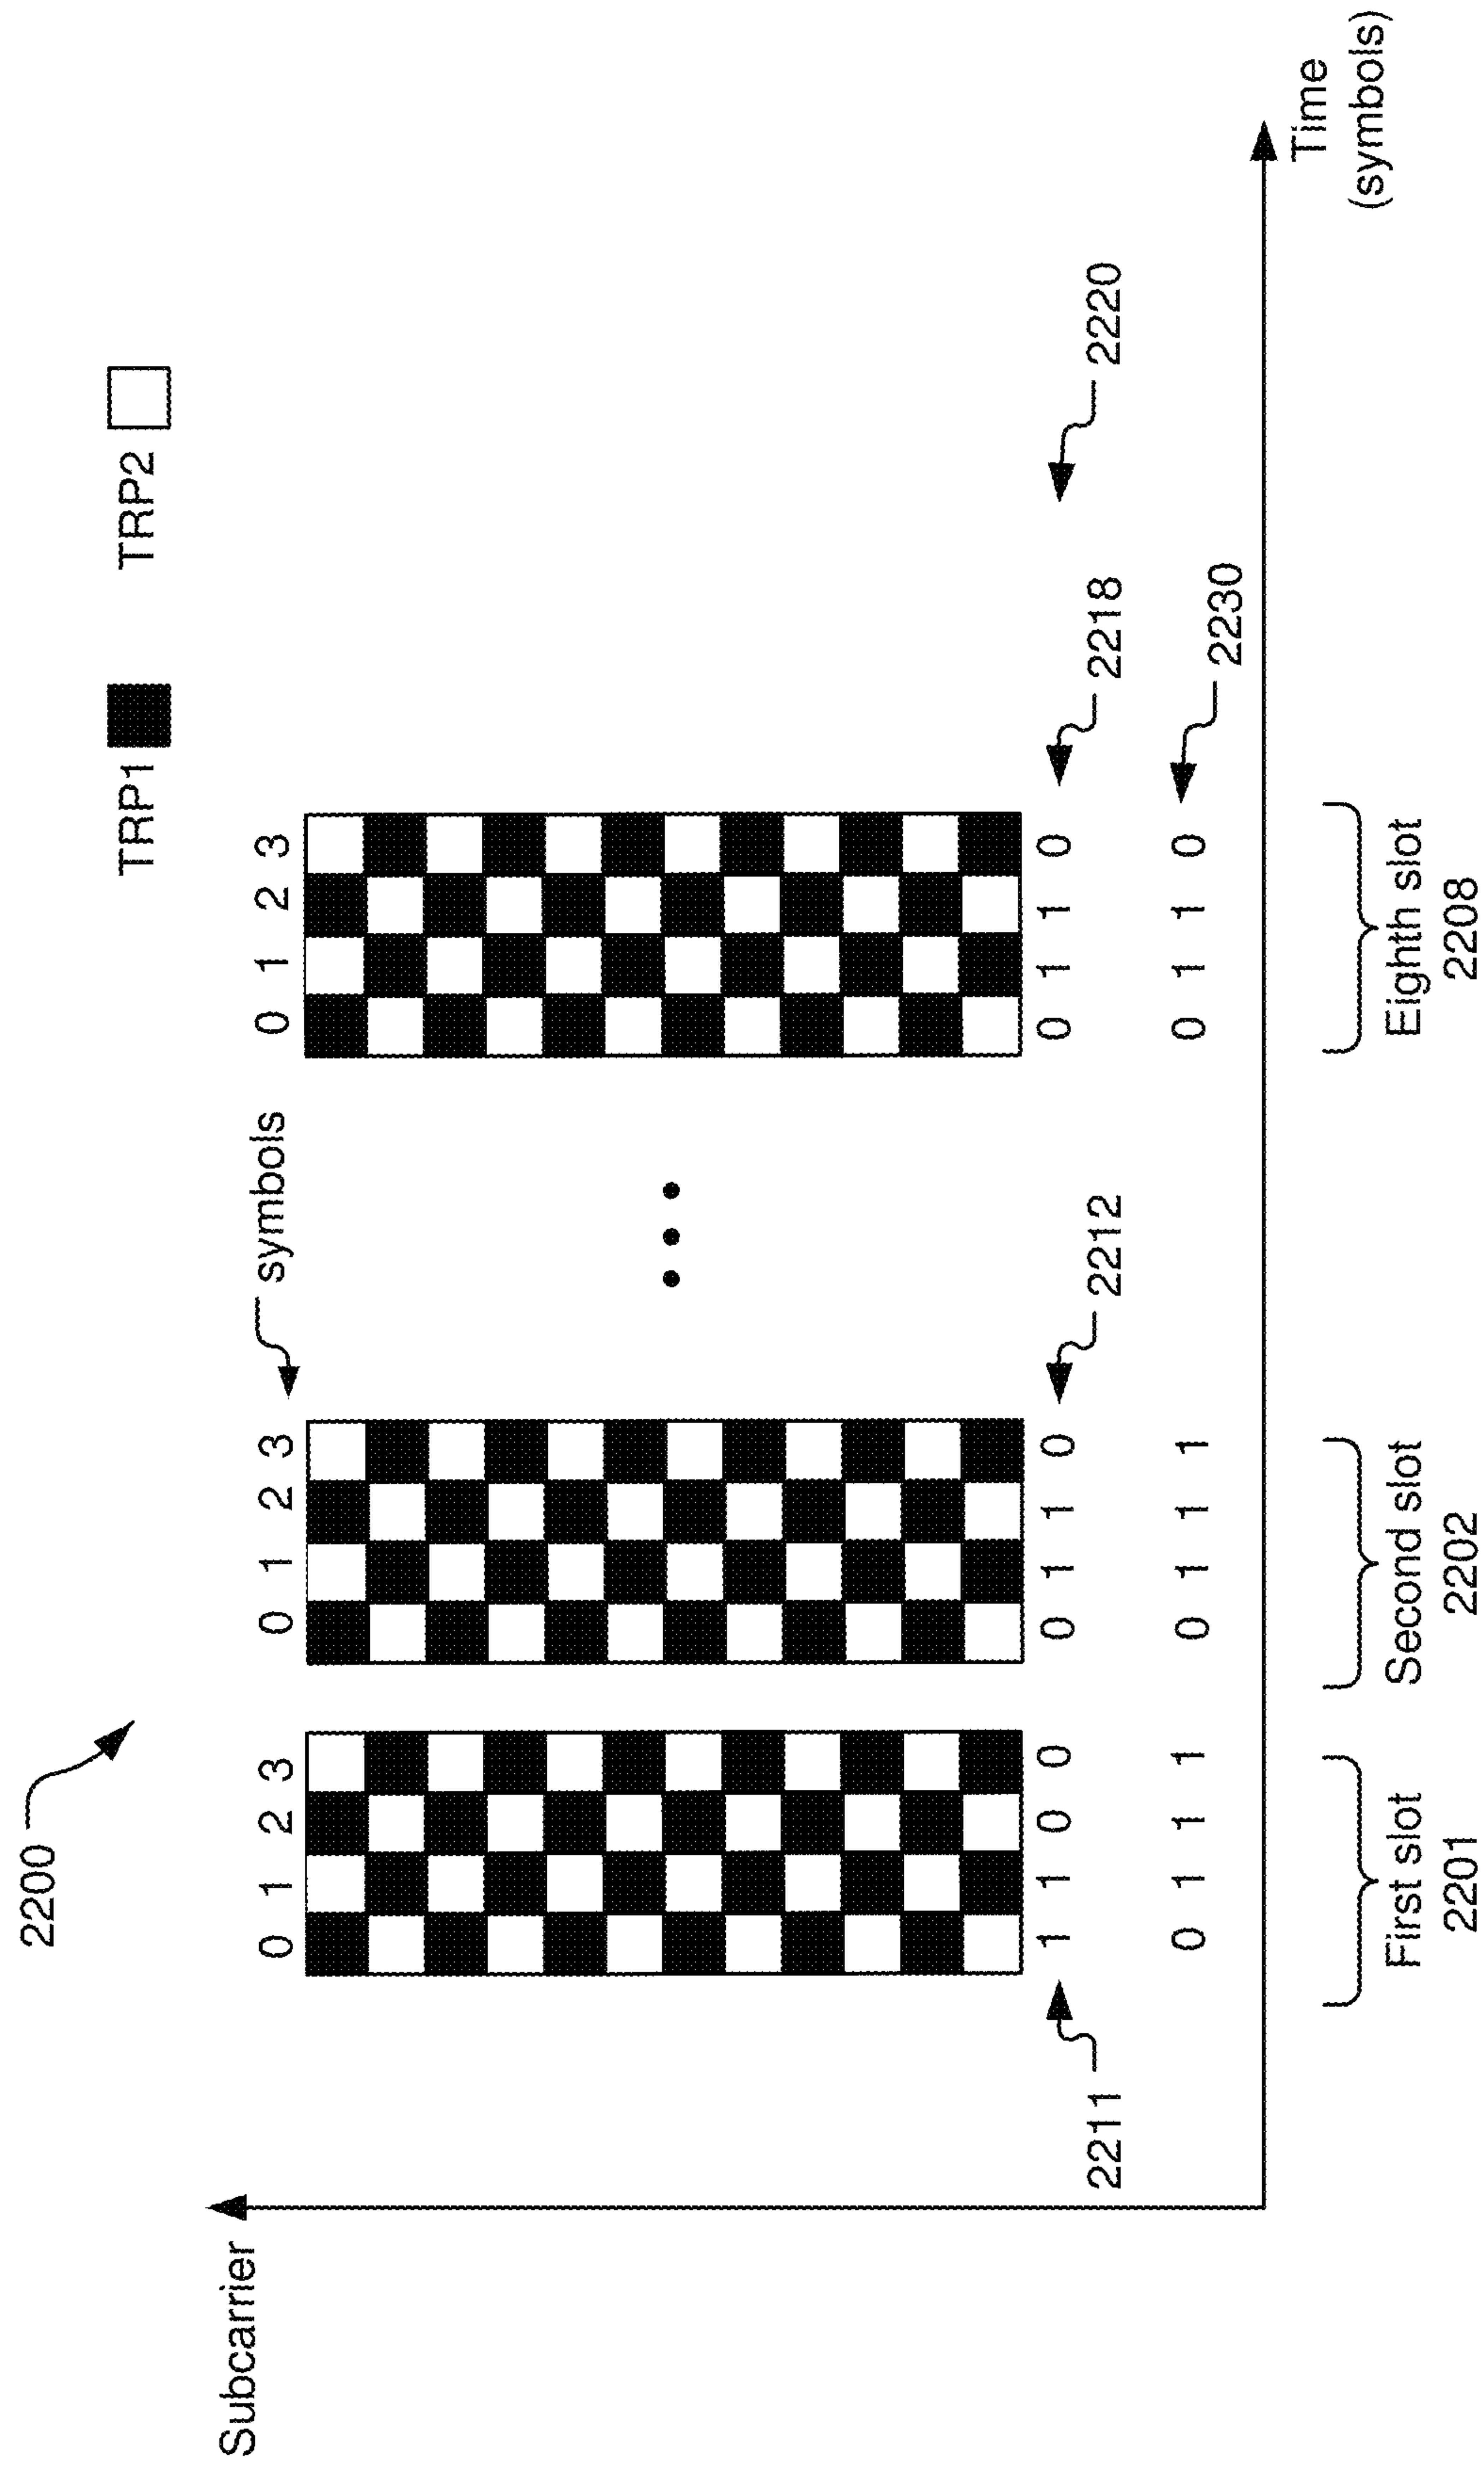 2200
TRP1
TRP2
symbols
0 1 2 3
0 1 2 3
0 1 2 3
Subcarrier
2211
1 1 0 0
0 1 1 0
2212
0 1 1 0
2218
2220
0 1 1 1
0 1 1 1
0 1 1 0
2230
Time
(symbols)
First slot
2201
Second slot
2202
Eighth slot
2208